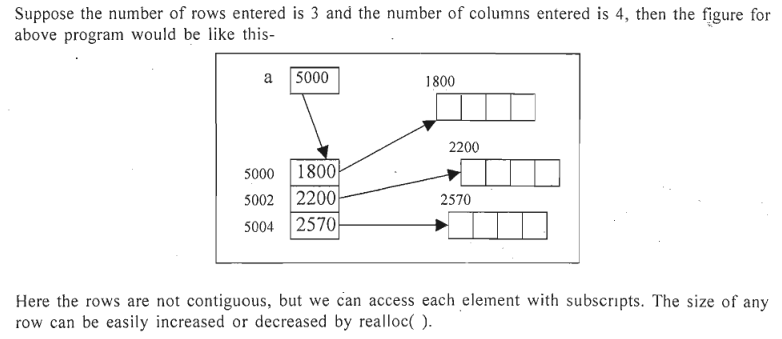 Suppose the number of rows entered is 3 and the number of columns entered is 4, then the figure for
above program would be like this-
a 5000
1800
2200
5000 1800
5002 2200
2570
5004 2570
Here the rows are not contiguous, but we can access each element with subscripts. The size of any
row can be easily increased or decreased by realloc( ).